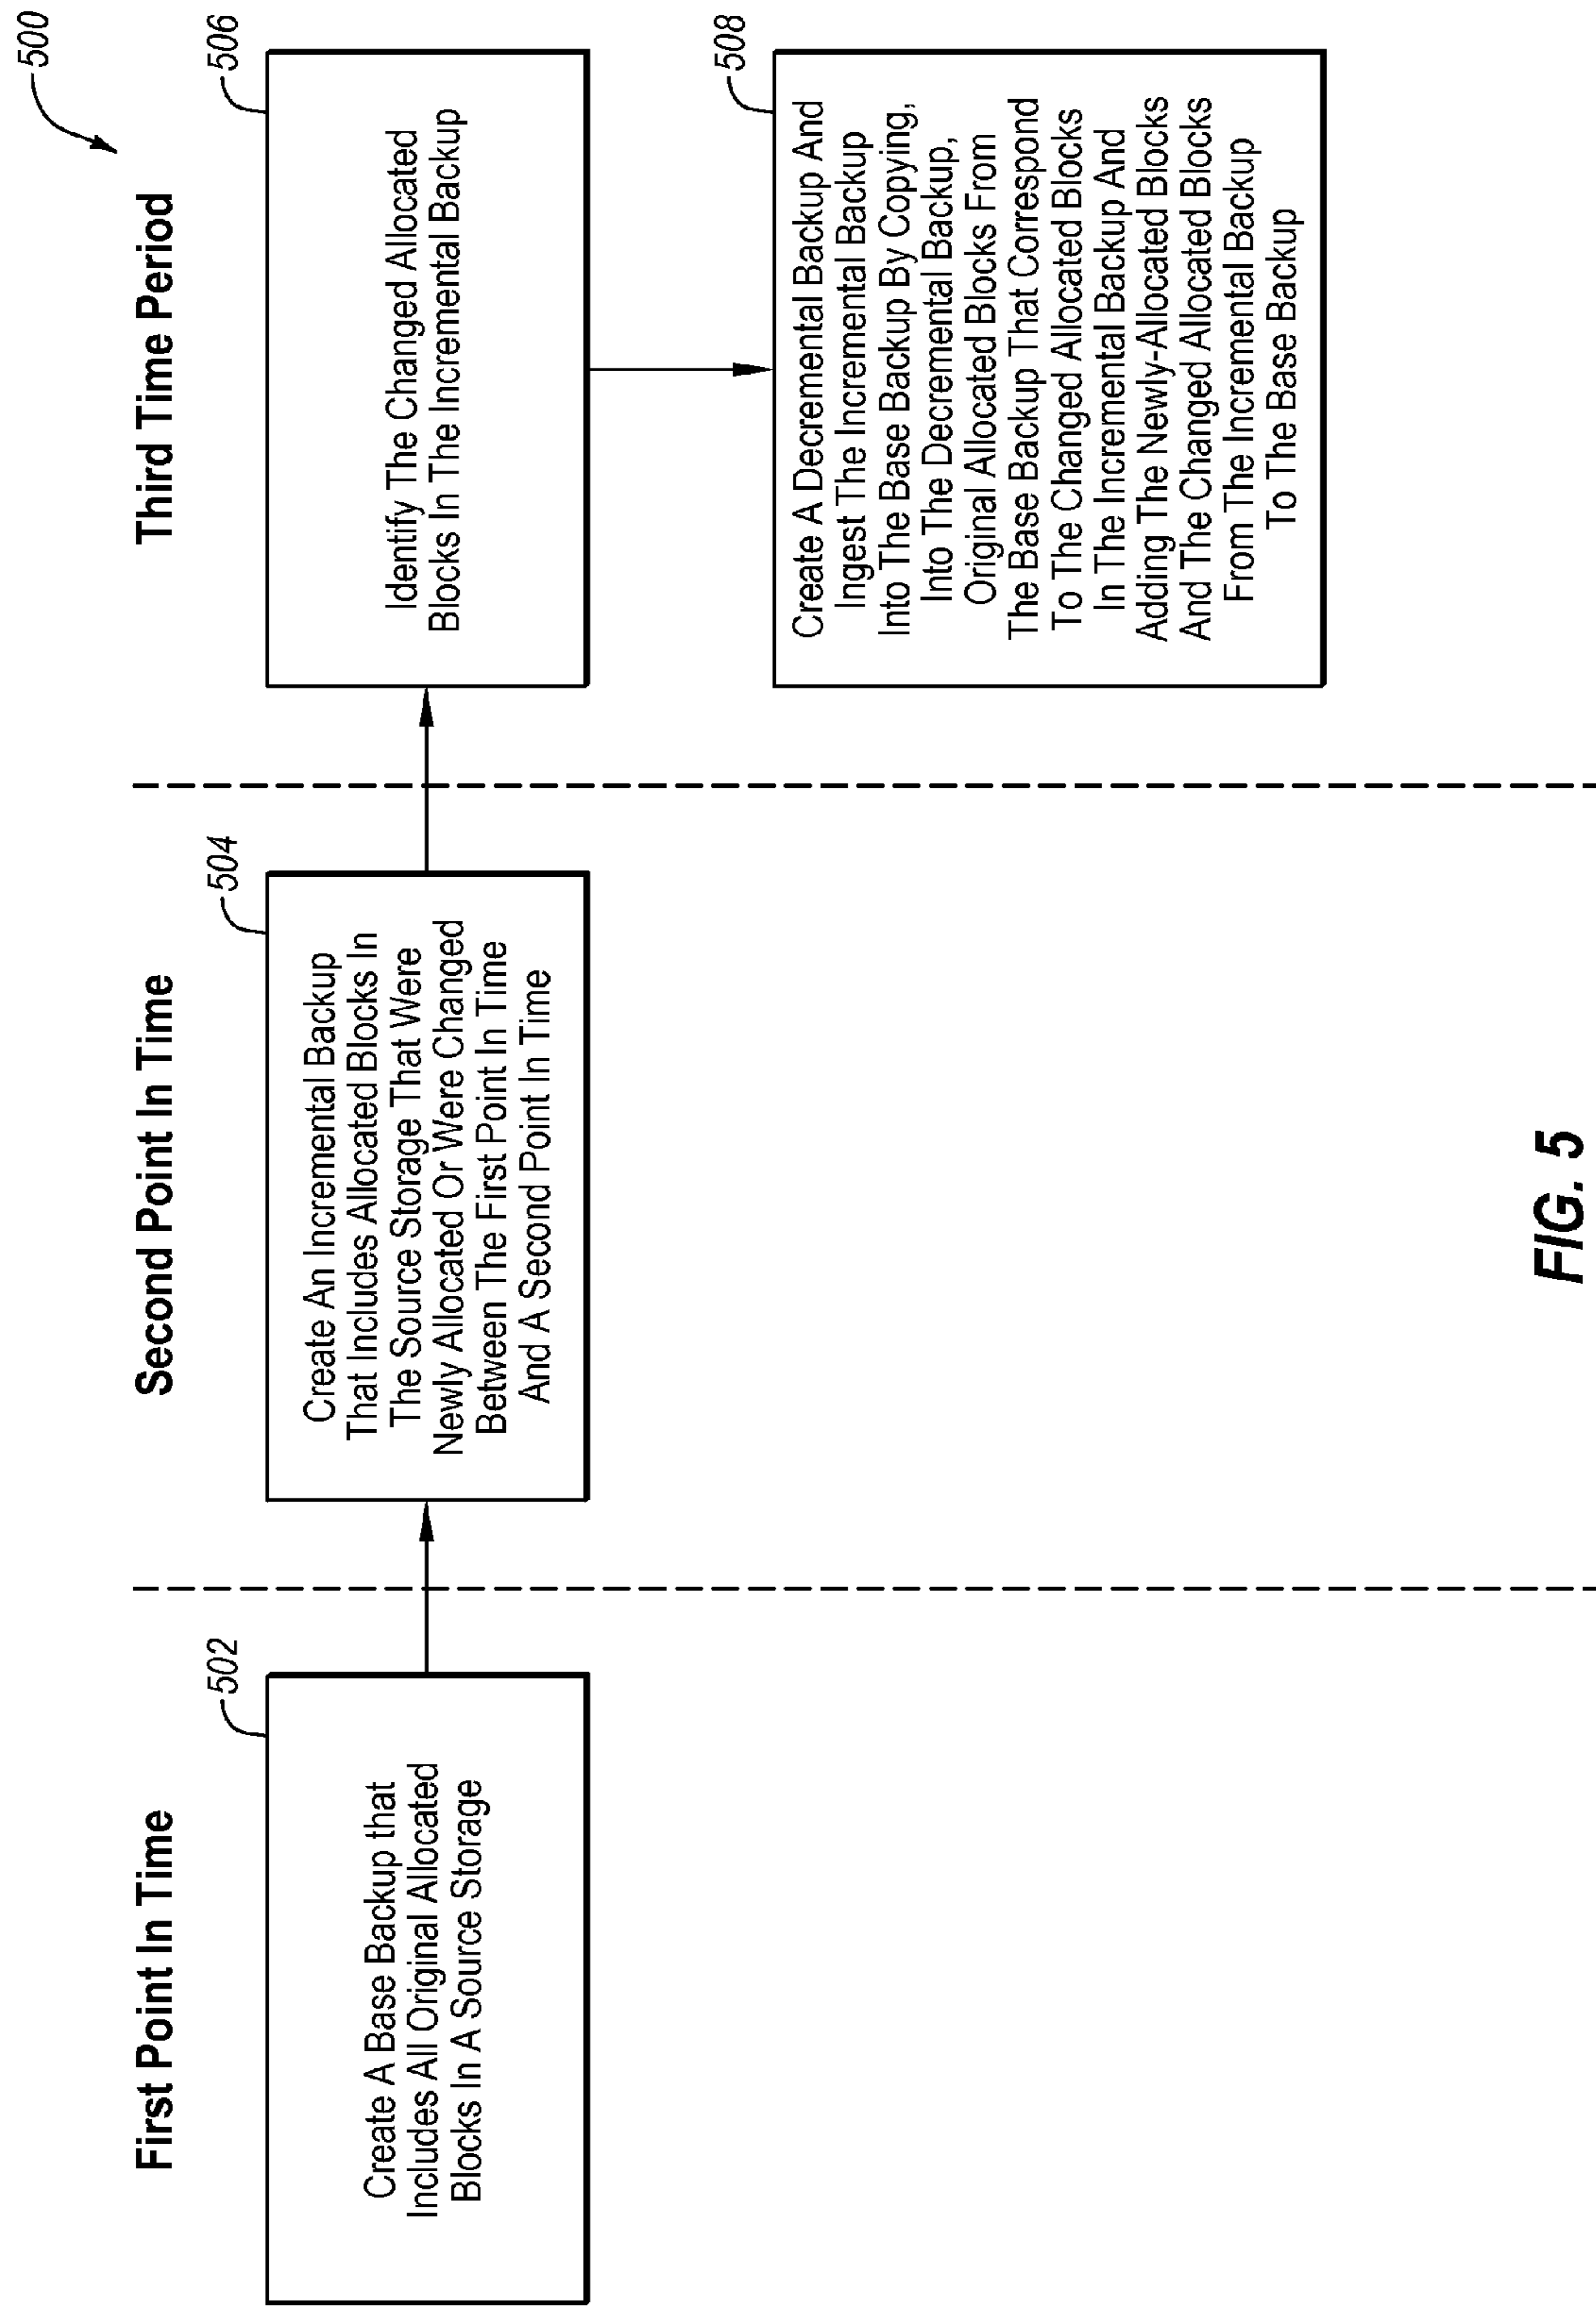 500
First Point In Time
Second Point In Time
Third Time Period
502
Create A Base Backup that
Includes All Original Allocated
Blocks In A Source Storage
504
Create An Incremental Backup
That Includes Allocated Blocks In
The Source Storage That Were
Newly Allocated Or Were Changed
Between The First Point In Time
And A Second Point In Time
506
Identify The Changed Allocated
Blocks In The Incremental Backup
508
Create A Decremental Backup And
Ingest The Incremental Backup
Into The Base Backup By Copying,
Into The Decremental Backup,
Original Allocated Blocks From
The Base Backup That Correspond
To The Changed Allocated Blocks
In The Incremental Backup And
Adding The Newly-Allocated Blocks
And The Changed Allocated Blocks
From The Incremental Backup
To The Base Backup
FIG. 5